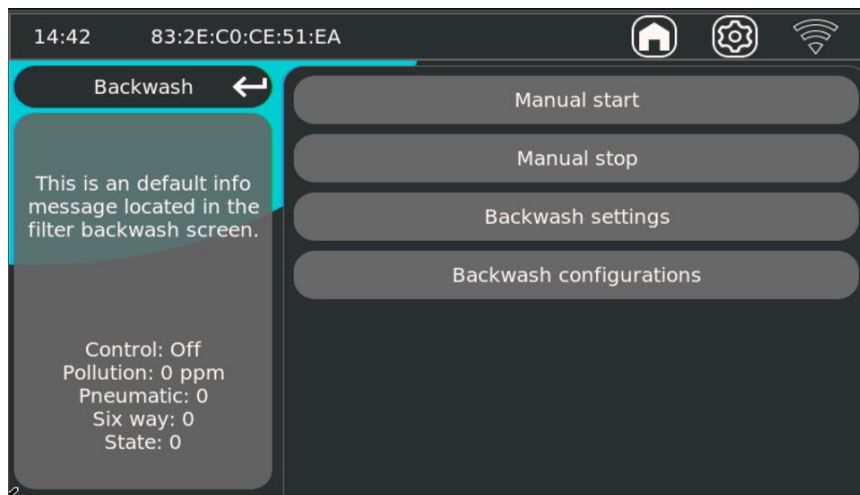 14:42 83:2E:C0:CE:51:EA
Backwash
This is an default info
message located in the
filter backwash screen.
Control: Off
Pollution: 0 ppm
Pneumatic: 0
Six way: 0
State: 0
Manual start
Manual stop
Backwash settings
Backwash configurations